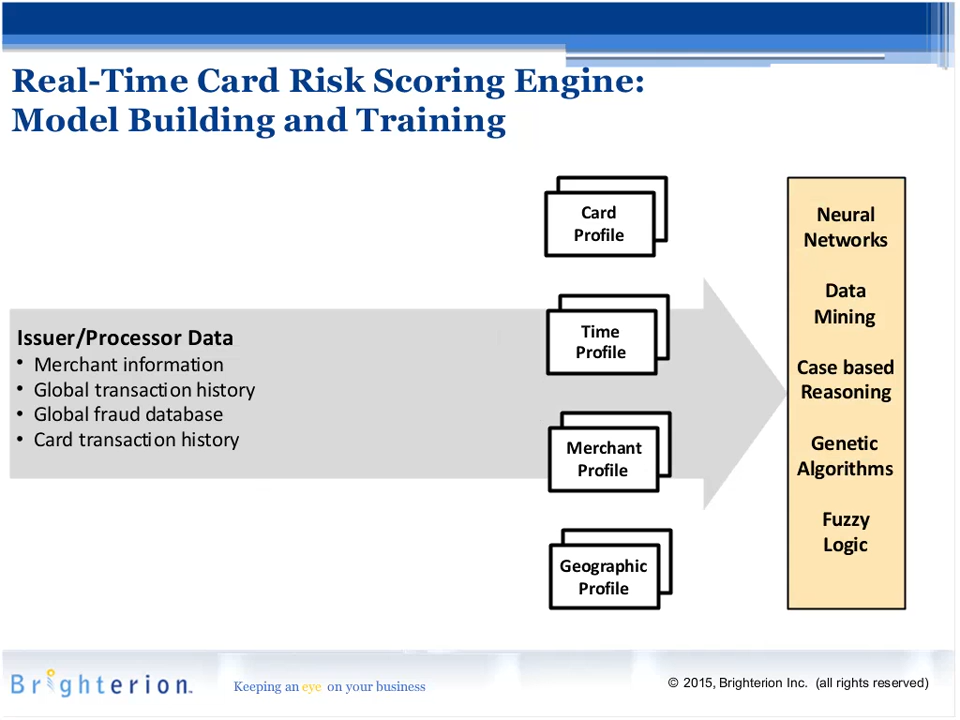 Real-Time Card Risk Scoring Engine:
Model Building and Training
Issuer/Processor Data
• Merchant information
• Global transaction history
• Global fraud database
• Card transaction history
Card
Profile
Time
Profile
Merchant
Profile
Geographic
Profile
Neural
Networks
Data
Mining
Case based
Reasoning
Genetic
Algorithms
Fuzzy
Logic
Brighterion™
Keeping an eye on your business
© 2015, Brighterion Inc. (all rights reserved)